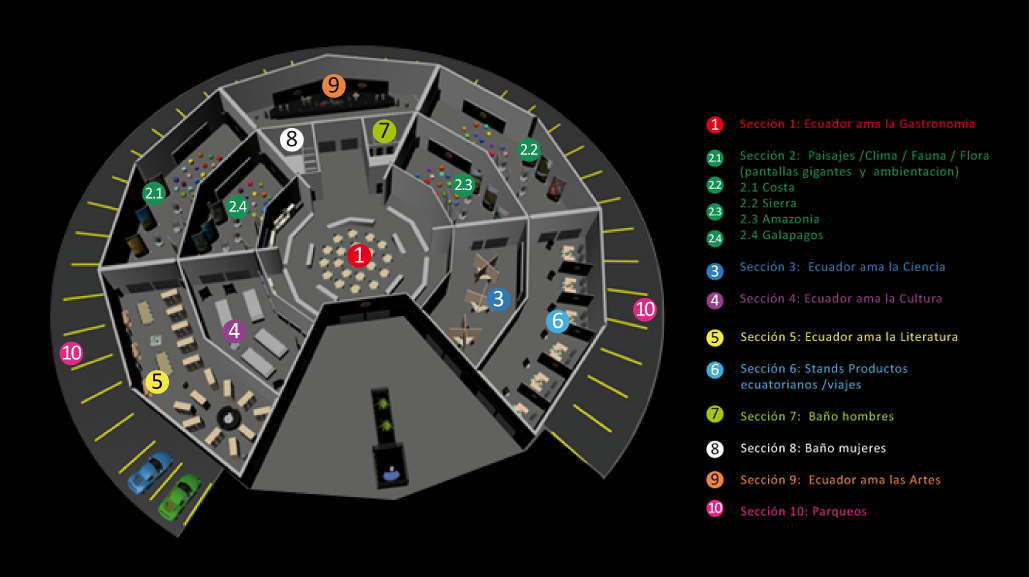 9
8
7
2.2
2.1
2.3
2.4
1
3
10
6
4
10
5
1 Sección 1: Ecuador ama la Gastronomia
2.1 Sección 2: Paisajes /Clima / Fauna / Flora
(pantallas gigantes y ambientacion)
2.2 2.1 Costa
2.3 2.2 Sierra
2.3 Amazonia
2.4 2.4 Galapagos
3 Sección 3: Ecuador ama la Ciencia
4 Sección 4: Ecuador ama la Cultura
5 Sección 5: Ecuador ama la Literatura
6 Sección 6: Stands Productos
ecuatorianos /viajes
7 Sección 7: Baño hombres
8 Sección 8: Baño mujeres
9 Sección 9: Ecuador ama las Artes
10 Sección 10: Parqueos